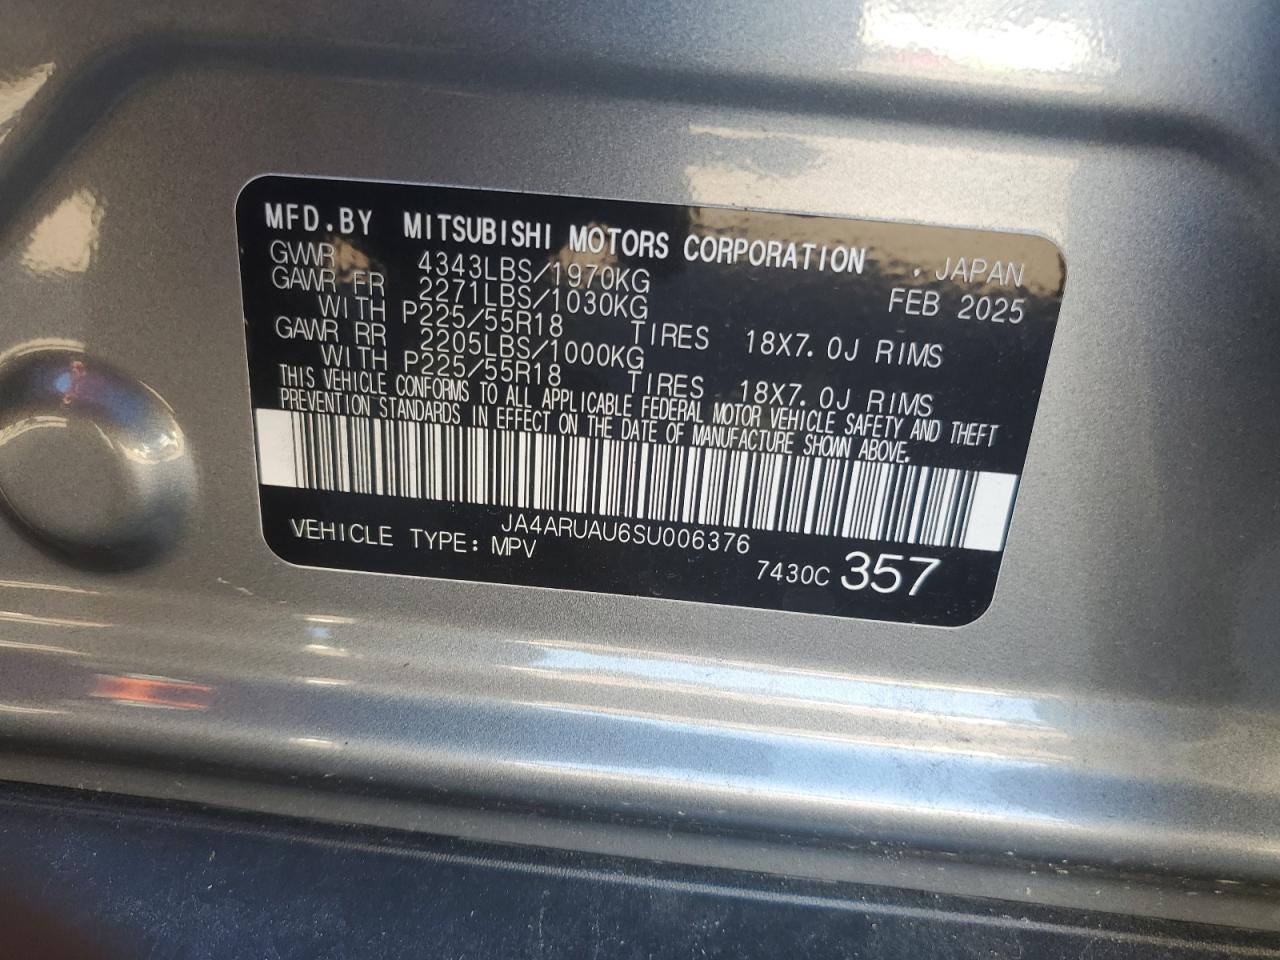 MFD.BY MITSUBISHI MOTORS CORPORATION , JAPAN
GVWR 4343LBS/1970KG FEB 2025
GAWR FR 2271LBS/1030KG
WITH P225/55R18 TIRES 18X7.0J RIMS
GAWR RR 2205LBS/1000KG
WITH P225/55R18 TIRES 18X7.0J RIMS
THIS VEHICLE CONFORMS TO ALL APPLICABLE FEDERAL MOTOR VEHICLE SAFETY AND THEFT
PREVENTION STANDARDS IN EFFECT ON THE DATE OF MANUFACTURE SHOWN ABOVE.
JA4ARUAU6SU006376
VEHICLE TYPE: MPV
7430C 357